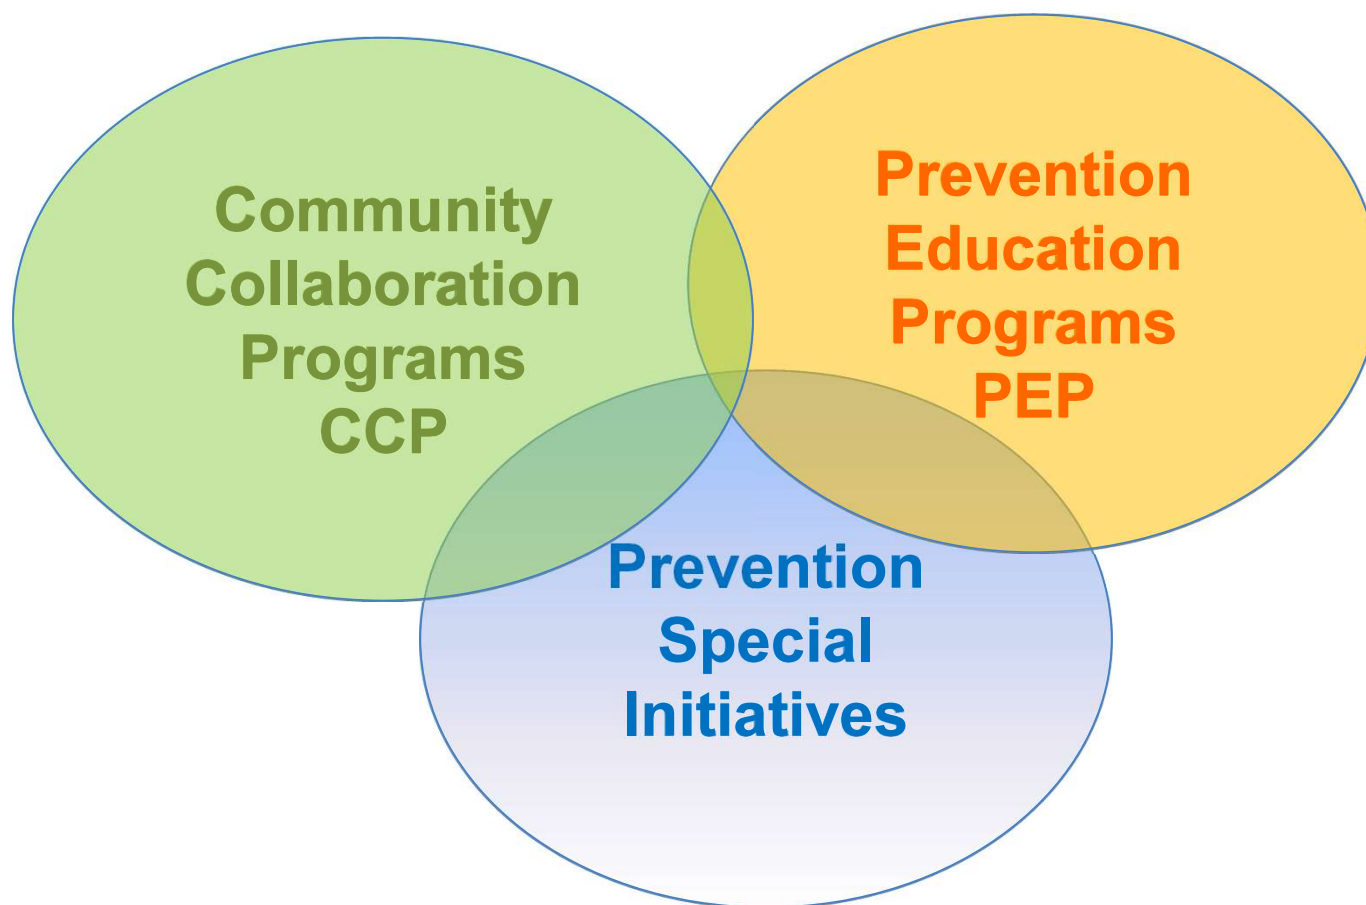 Community
Collaboration
Programs
CCP
Prevention
Education
Programs
PEP
Prevention
Special
Initiatives